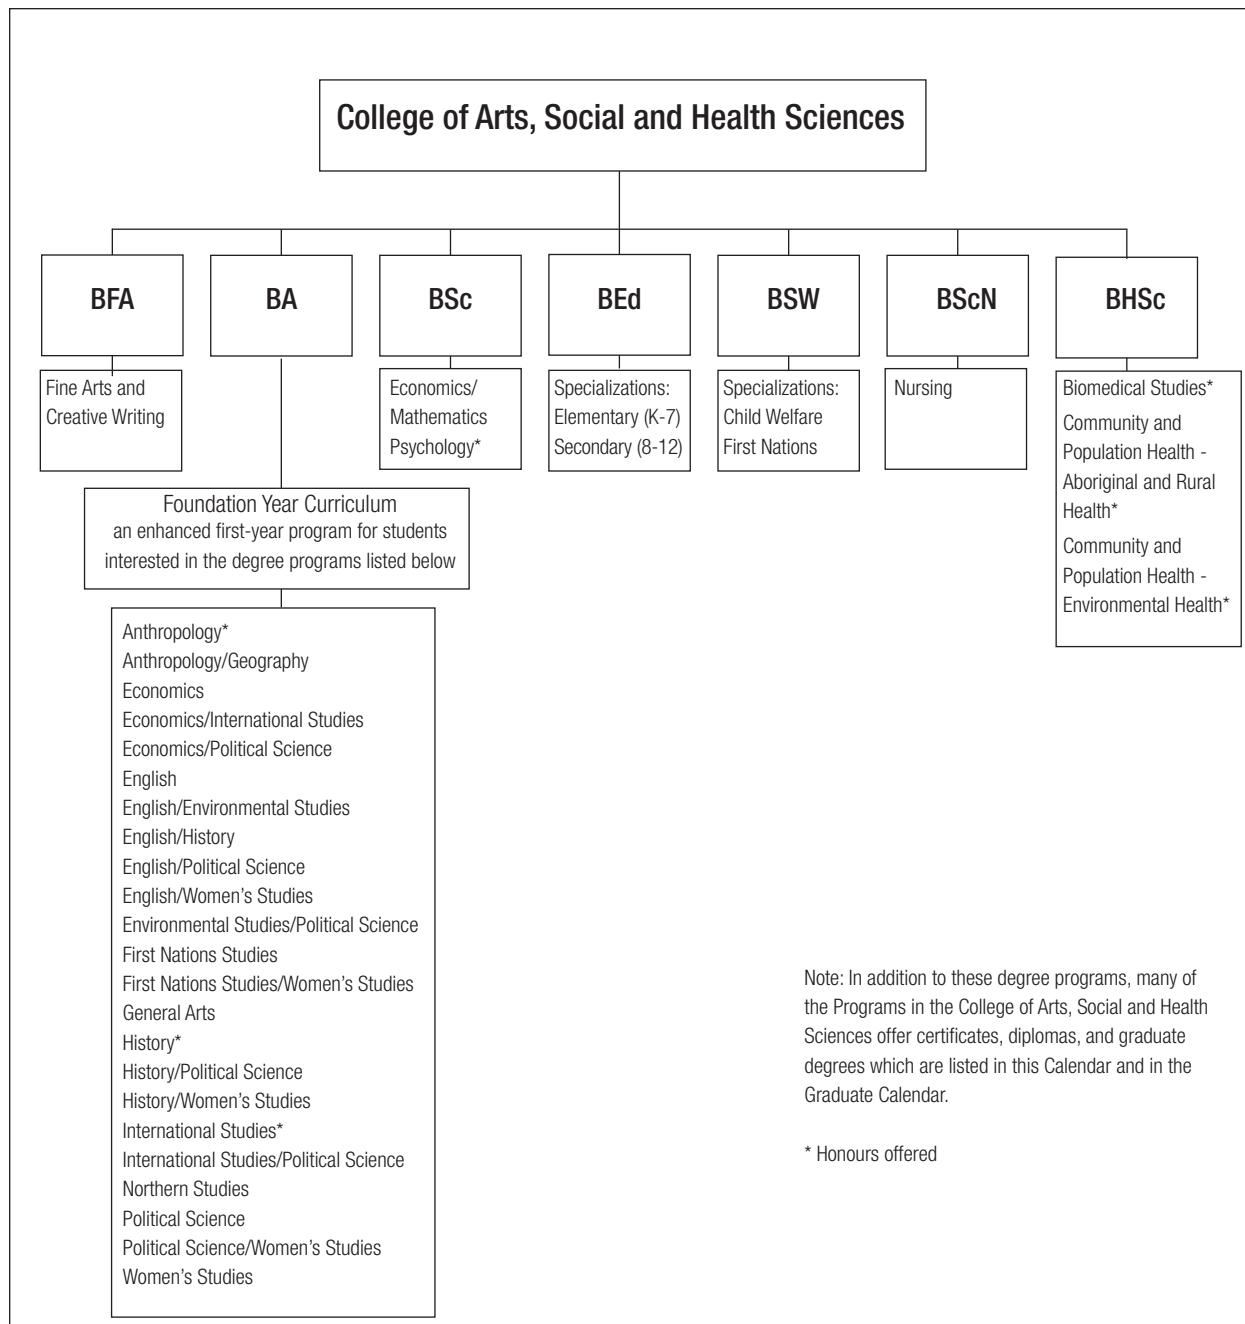 College of Arts, Social and Health Sciences
BFA
BA
BSc
BEd
BSW
BScN
BHSc
Fine Arts and
Creative Writing
Economics/
Mathematics
Psychology*
Specializations:
Elementary (K-7)
Secondary (8-12)
Specializations:
Child Welfare
First Nations
Nursing
Biomedical Studies*
Community and
Population Health -
Aboriginal and Rural
Health*
Community and
Population Health -
Environmental Health*
Foundation Year Curriculum
an enhanced first-year program for students
interested in the degree programs listed below
Anthropology*
Anthropology/Geography
Economics
Economics/International Studies
Economics/Political Science
English
English/Environmental Studies
English/History
English/Political Science
English/Women’s Studies
Environmental Studies/Political Science
First Nations Studies
First Nations Studies/Women’s Studies
General Arts
History*
History/Political Science
History/Women’s Studies
International Studies*
International Studies/Political Science
Northern Studies
Political Science
Political Science/Women’s Studies
Women’s Studies
Note: In addition to these degree programs, many of
the Programs in the College of Arts, Social and Health
Sciences offer certificates, diplomas, and graduate
degrees which are listed in this Calendar and in the
Graduate Calendar.
* Honours offered